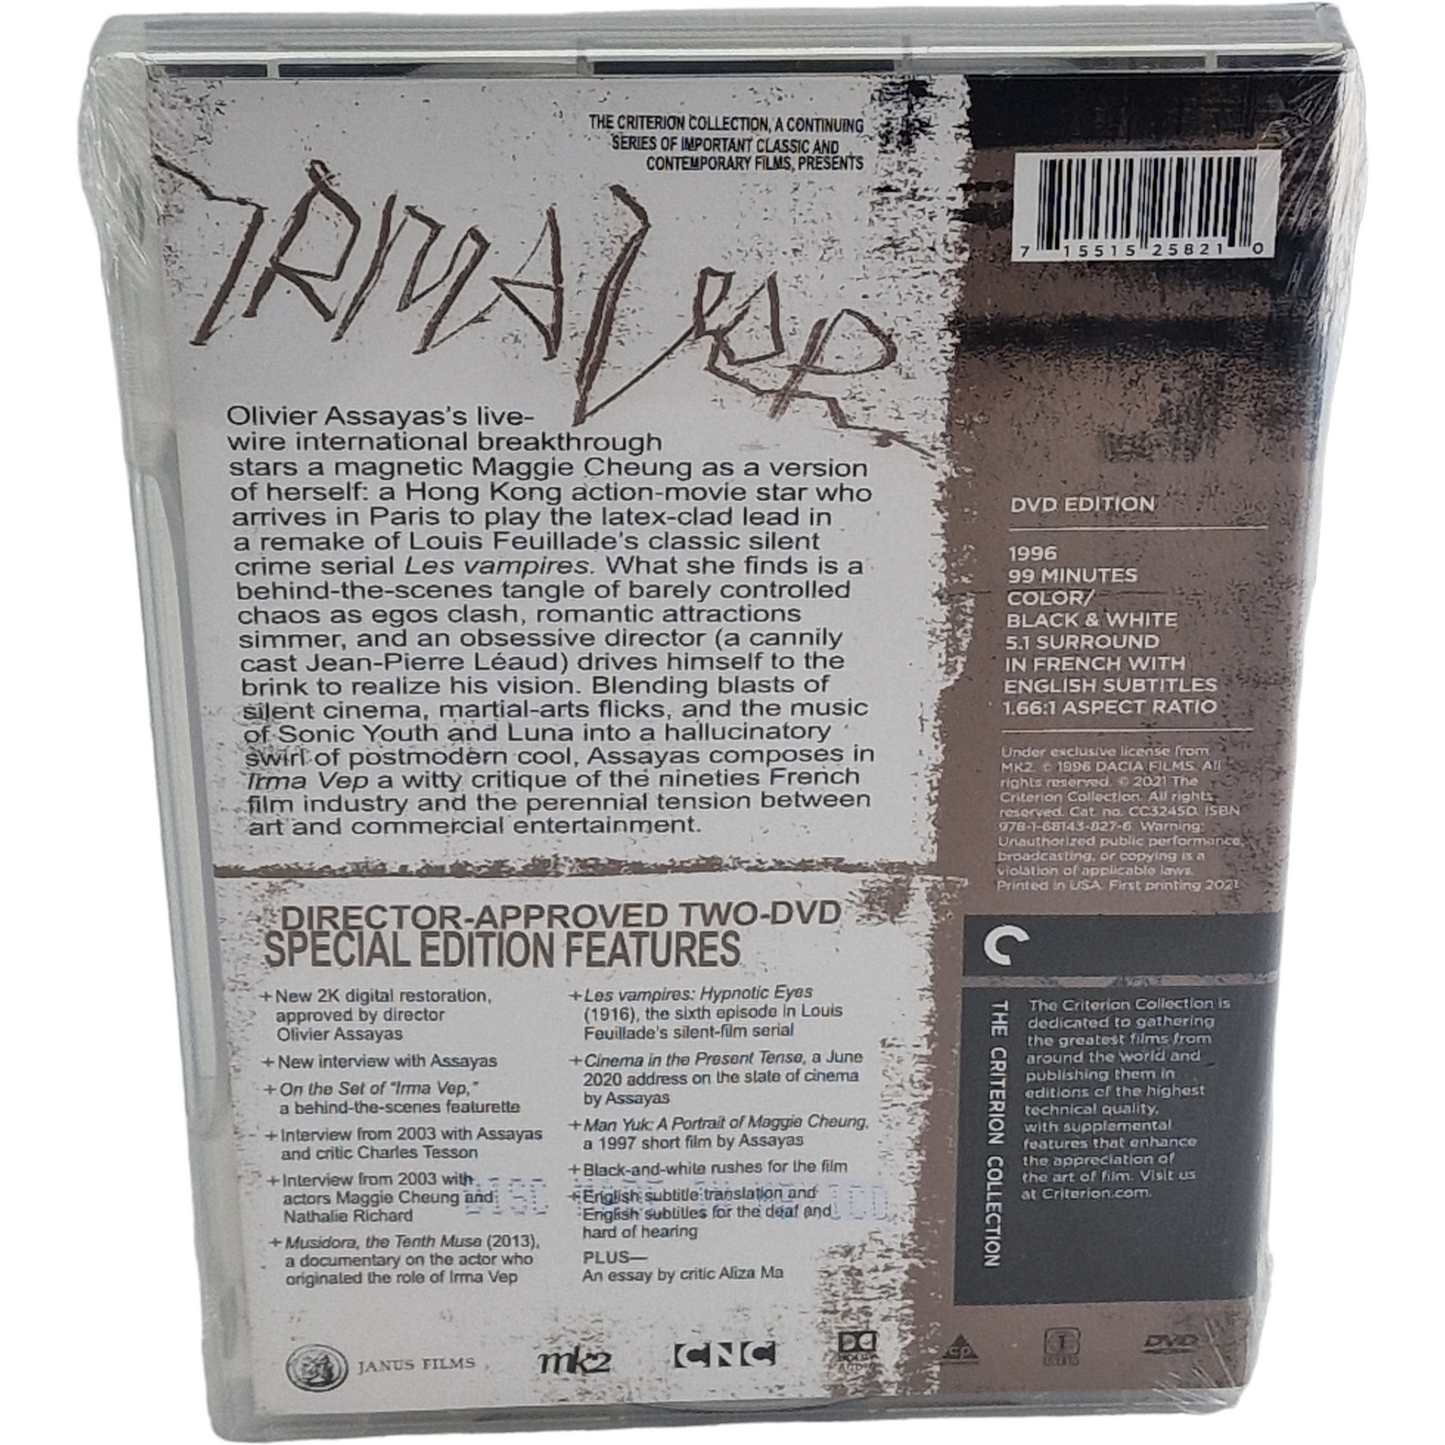 THE CRITERION COLLECTION, A CONTINUING
SERIES OF IMPORTANT CLASSIC AND
CONTEMPORARY FILMS, PRESENTS
IRMA VEP
7 15515 25821 0
Olivier Assayas's live-
wire international breakthrough
stars a magnetic Maggie Cheung as a version
of herself: a Hong Kong action-movie star who
arrives in Paris to play the latex-clad lead in
a remake of Louis Feuillade's classic silent
crime serial Les vampires. What she finds is a
behind-the-scenes tangle of barely controlled
chaos as egos clash, romantic attractions
simmer, and an obsessive director (a cannily
cast Jean-Pierre Léaud) drives himself to the
brink to realize his vision. Blending blasts of
silent cinema, martial-arts flicks, and the music
of Sonic Youth and Luna into a hallucinatory
swirl of postmodern cool, Assayas composes in
Irma Vep a witty critique of the nineties French
film industry and the perennial tension between
art and commercial entertainment.
DVD EDITION
1996
99 MINUTES
COLOR/
BLACK & WHITE
5.1 SURROUND
IN FRENCH WITH
ENGLISH SUBTITLES
1.66:1 ASPECT RATIO
Under exclusive license from
MK2. © 1996 DACIA FILMS. All
rights reserved. © 2021 The
Criterion Collection. All rights
reserved. Cat. no. CC3245D. ISBN
978-1-68143-827-6. Warning:
Unauthorized public performance,
broadcasting, or copying is a
violation of applicable laws.
Printed in USA. First printing 2021.
DIRECTOR-APPROVED TWO-DVD
SPECIAL EDITION FEATURES
+ New 2K digital restoration,
approved by director
Olivier Assayas
+ New interview with Assayas
+ On the Set of "Irma Vep,"
a behind-the-scenes featurette
+ Interview from 2003 with Assayas
and critic Charles Tesson
+ Interview from 2003 with
actors Maggie Cheung and
Nathalie Richard
+ Musidora, the Tenth Muse (2013),
a documentary on the actor who
originated the role of Irma Vep
+ Les vampires: Hypnotic Eyes
(1916), the sixth episode in Louis
Feuillade's silent-film serial
+ Cinema in the Present Tense, a June
2020 address on the state of cinema
by Assayas
+ Man Yuk: A Portrait of Maggie Cheung,
a 1997 short film by Assayas
+ Black-and-white rushes for the film
+ English subtitle translation and
English subtitles for the deaf and
hard of hearing
PLUS—
An essay by critic Aliza Ma
THE CRITERION COLLECTION
The Criterion Collection is
dedicated to gathering
the greatest films from
around the world and
publishing them in
editions of the highest
technical quality,
with supplemental
features that enhance
the appreciation of
the art of film. Visit us
at Criterion.com.
JANUS FILMS
mk2
CNC
DOLBY
AUDIO
1
DVD